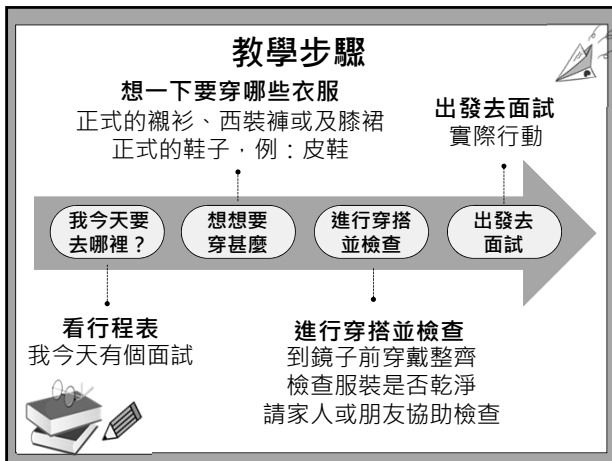 教學步驟
想一下要穿哪些衣服
正式的襯衫、西裝褲或及膝裙
正式的鞋子，例：皮鞋
出發去面試
實際行動
我今天要
去哪裡？
想想要
穿甚麼
進行穿搭
並檢查
出發去
面試
看行程表
我今天有個面試
進行穿搭並檢查
到鏡子前穿戴整齊
檢查服裝是否乾淨
請家人或朋友協助檢查